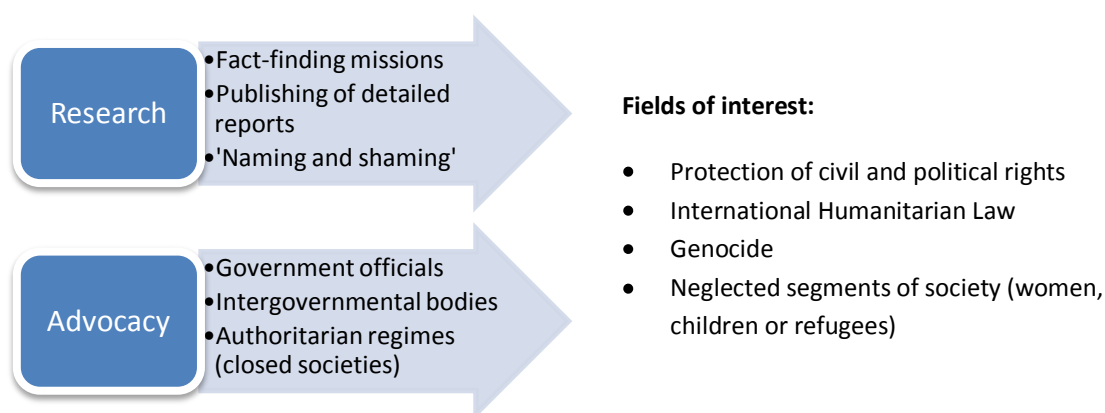 Research
•Fact-finding missions
•Publishing of detailed
reports
•'Naming and shaming'
Advocacy
•Government officials
•Intergovernmental bodies
•Authoritarian regimes
(closed societies)
Fields of interest:
• Protection of civil and political rights
• International Humanitarian Law
• Genocide
• Neglected segments of society (women,
children or refugees)